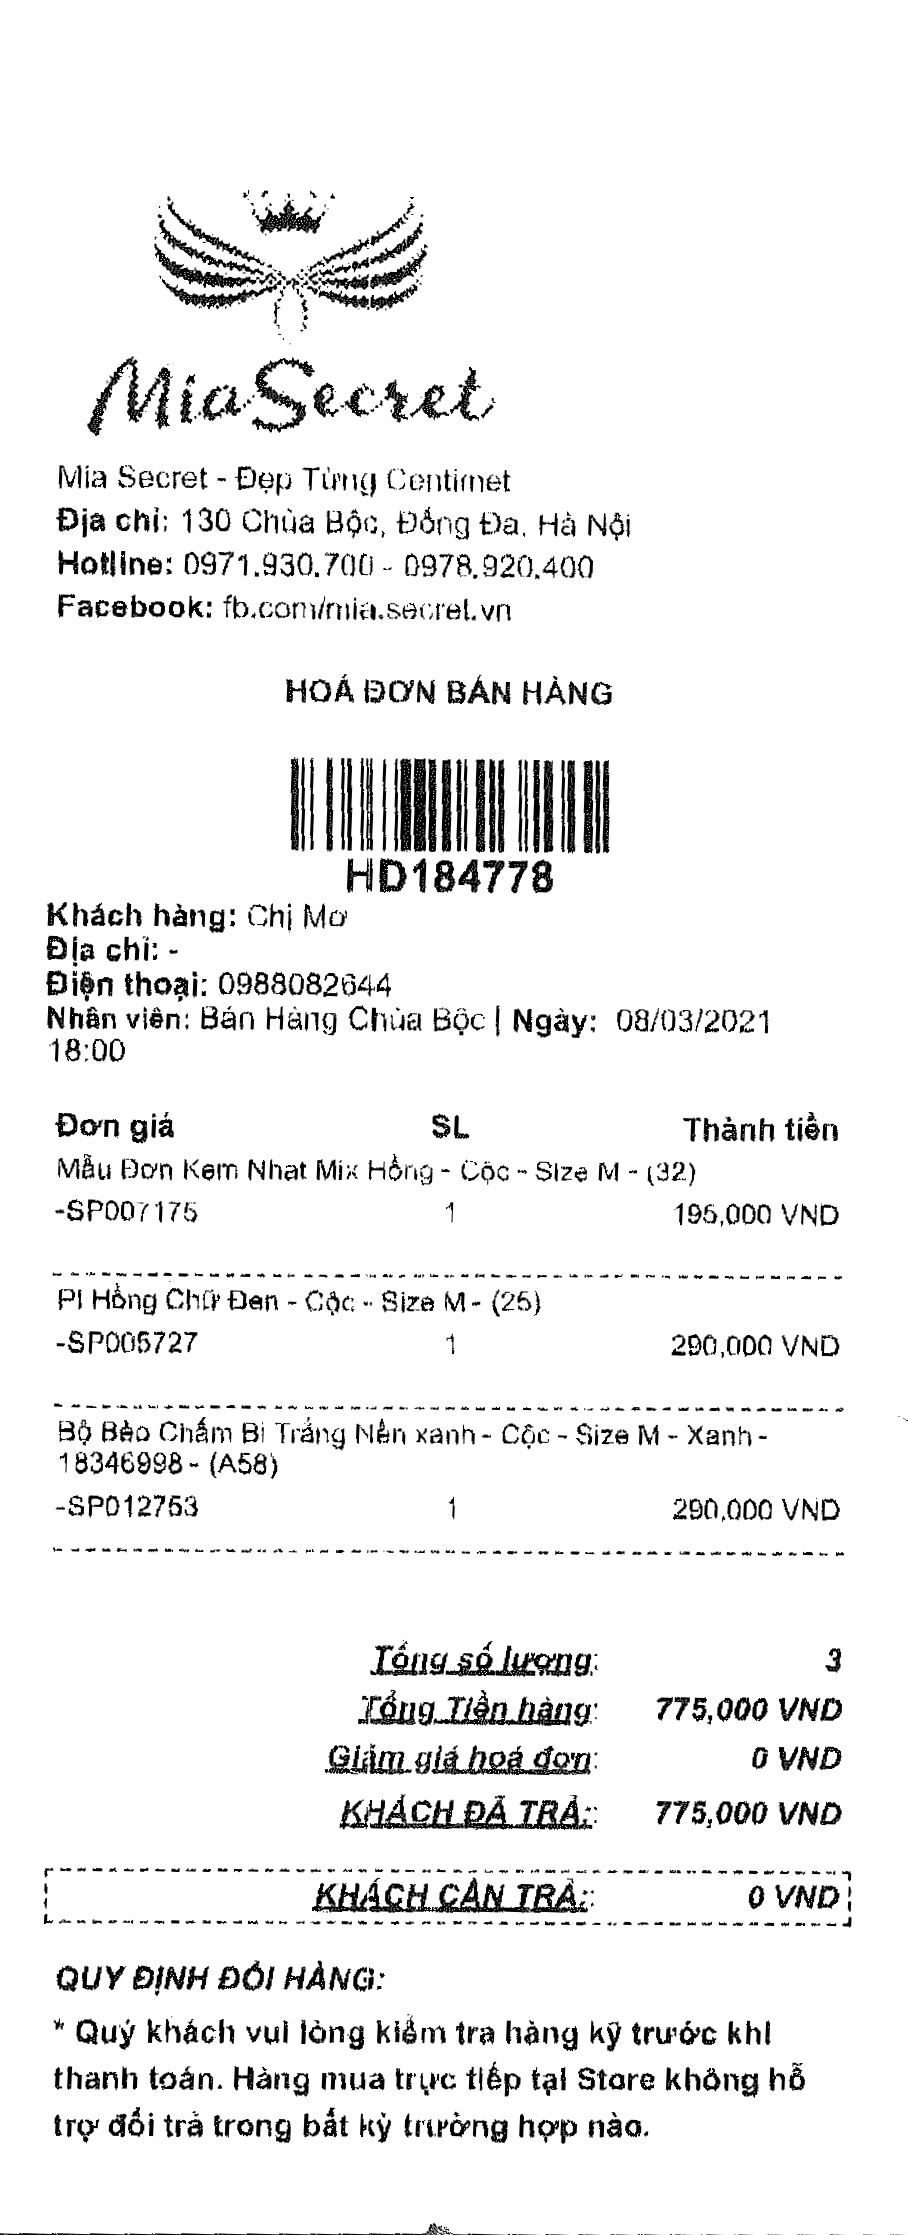 MiaSecret
Mia Secret - Đẹp Từng Centimet
Địa chỉ: 130 Chùa Bộc, Đống Đa, Hà Nội
Hotline: 0971.930.700 - 0978.920.400
Facebook: fb.com/mia.secret.vn
HOÁ ĐƠN BÁN HÀNG
HD184778
Khách hàng: Chị Mơ
Địa chỉ: -
Điện thoại: 0988082644
Nhân viên: Bán Hàng Chùa Bộc | Ngày: 08/03/2021
18:00
Đơn giá SL Thành tiền
Mẫu Đơn Kem Nhat Mix Hồng - Cộc - Size M - (32)
-SP007175 1 195,000 VND
PI Hồng Chữ Đen - Cộc - Size M - (25)
-SP005727 1 290,000 VND
Bộ Bèo Chấm Bi Trắng Nền xanh - Cộc - Size M - Xanh -
18346998 - (A58)
-SP012753 1 290,000 VND
Tổng số lượng: 3
Tổng Tiền hàng: 775,000 VND
Giảm giá hoá đơn: 0 VND
KHÁCH ĐÃ TRẢ:: 775,000 VND
KHÁCH CẦN TRẢ:: 0 VND
QUY ĐỊNH ĐỔI HÀNG:
* Quý khách vui lòng kiểm tra hàng kỹ trước khi
thanh toán. Hàng mua trực tiếp tại Store không hỗ
trợ đổi trả trong bất kỳ trường hợp nào.